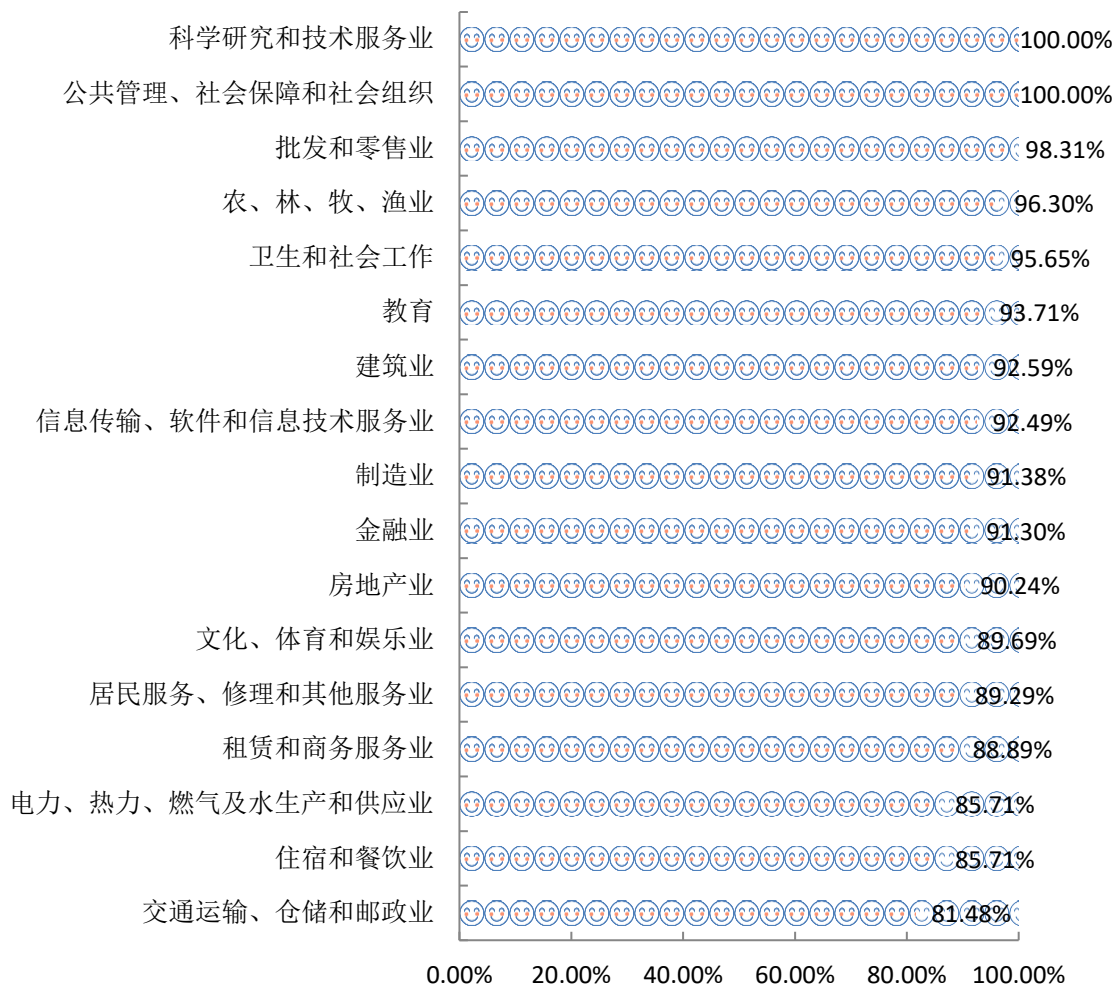 科学研究和技术服务业 100.00%
公共管理、社会保障和社会组织 100.00%
批发和零售业 98.31%
农、林、牧、渔业 96.30%
卫生和社会工作 95.65%
教育 93.71%
建筑业 92.59%
信息传输、软件和信息技术服务业 92.49%
制造业 91.38%
金融业 91.30%
房地产业 90.24%
文化、体育和娱乐业 89.69%
居民服务、修理和其他服务业 89.29%
租赁和商务服务业 88.89%
电力、热力、燃气及水生产和供应业 85.71%
住宿和餐饮业 85.71%
交通运输、仓储和邮政业 81.48%
0.00% 20.00% 40.00% 60.00% 80.00% 100.00%